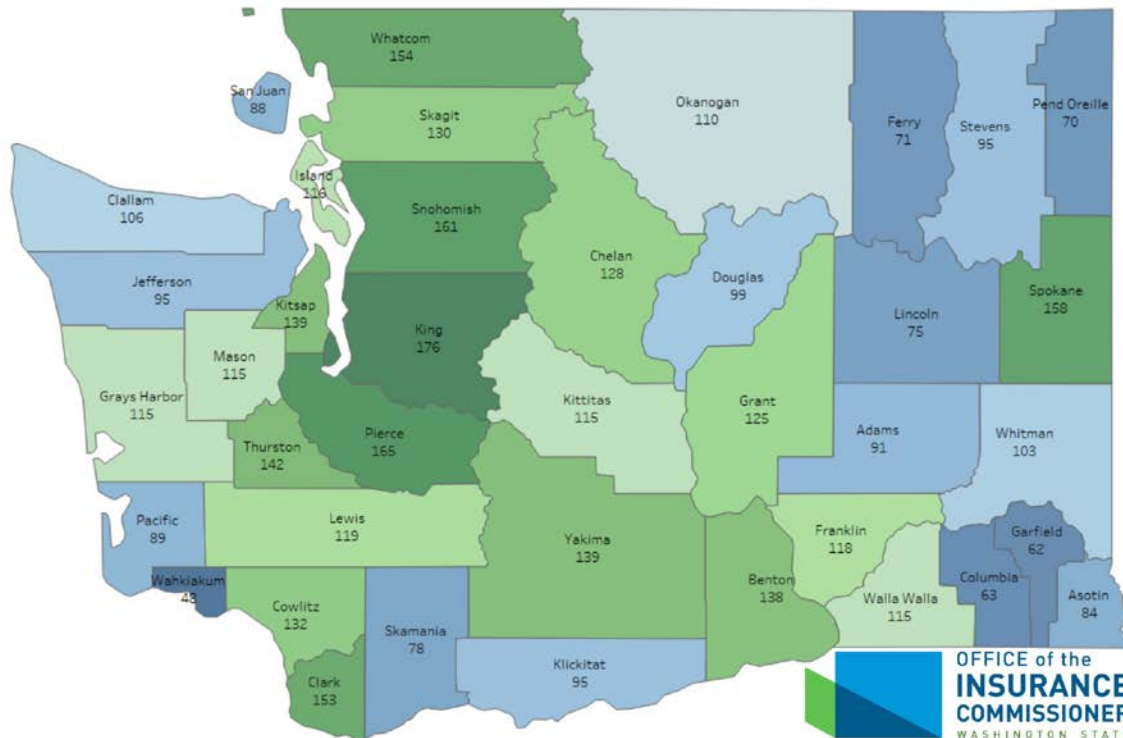 Whatcom
154
San Juan
88
Skagit
130
Okanogan
110
Ferry
71
Stevens
95
Pend Oreille
70
Island
116
Clallam
106
Snohomish
161
Chelan
128
Douglas
99
Jefferson
95
Kitsap
139
King
176
Lincoln
75
Spokane
158
Mason
115
Grays Harbor
115
Kittitas
115
Grant
125
Adams
91
Whitman
103
Thurston
142
Pierce
165
Pacific
89
Lewis
119
Yakima
139
Franklin
118
Garfield
62
Wahkiakum
43
Cowlitz
132
Benton
138
Columbia
63
Walla Walla
115
Asotin
84
Skamania
78
Clark
153
Klickitat
95
OFFICE of the
INSURANCE
COMMISSIONER
WASHINGTON STAT